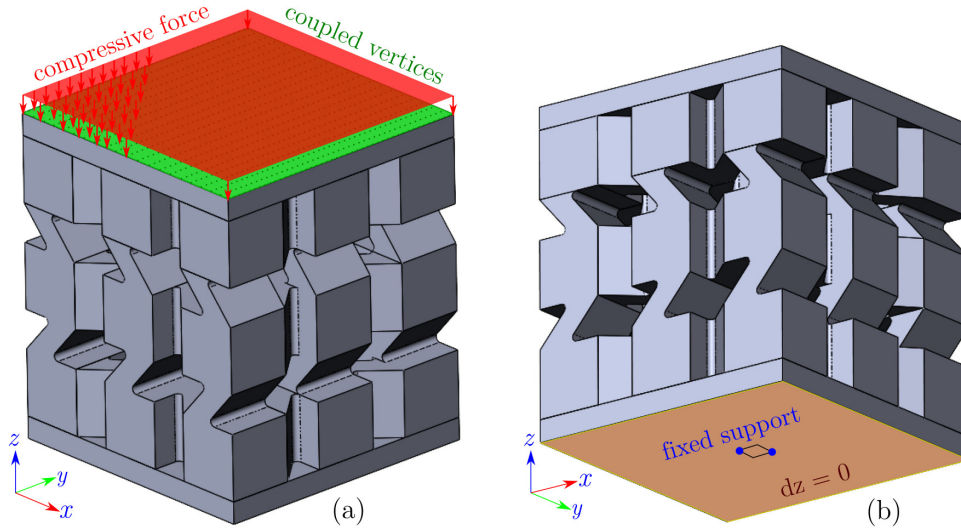 compressive force
coupled vertices
z
y
x
(a)
fixed support
dz = 0
z
x
y
(b)